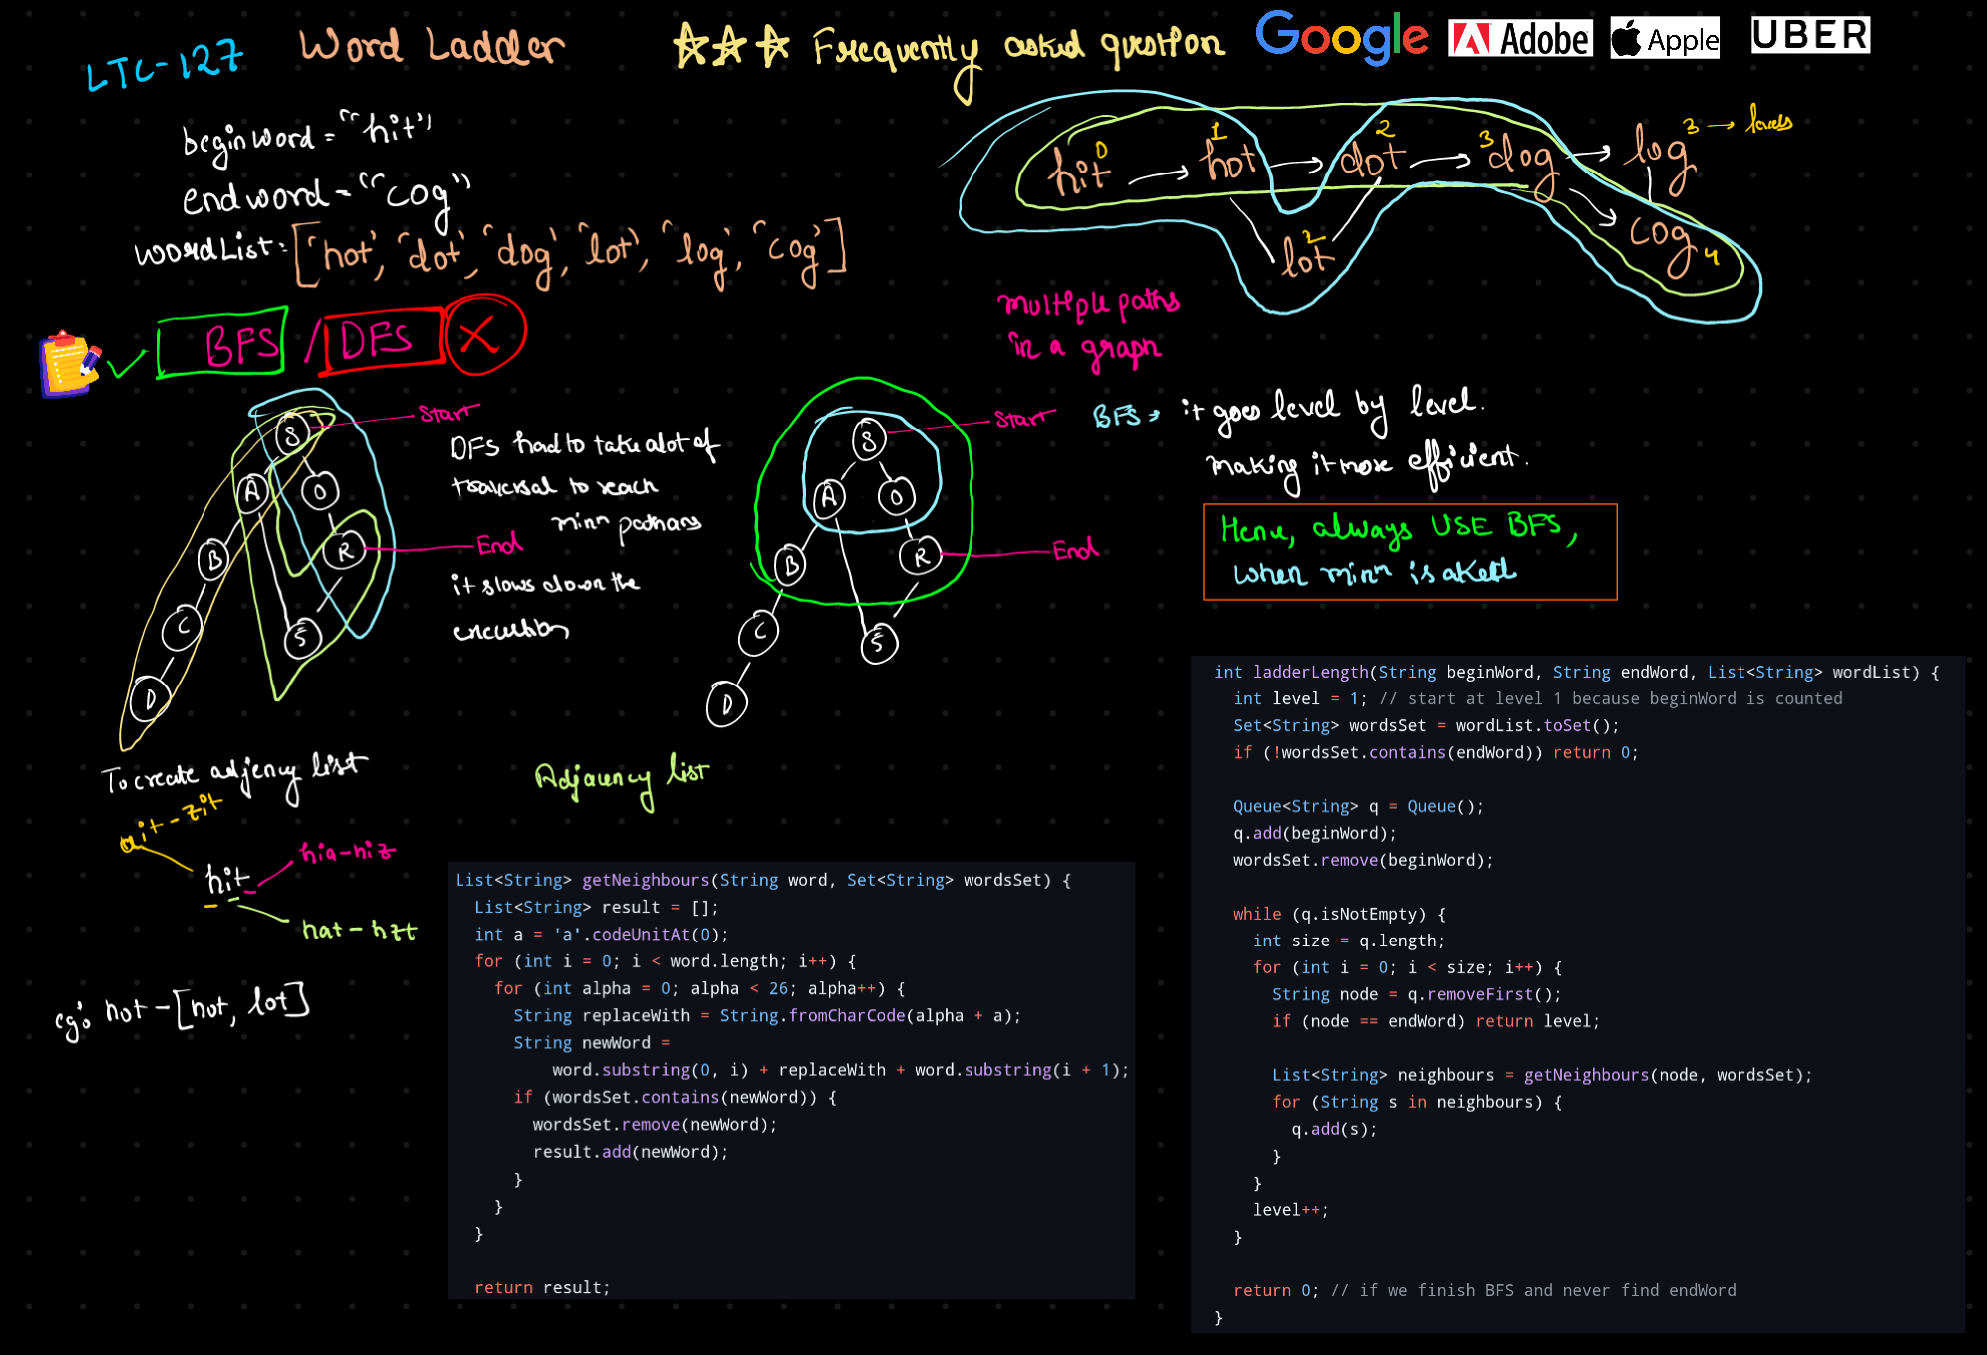 LTC-127 Word Ladder
☆☆☆ Frequently asked question
Google Adobe Apple UBER
beginword = "hit"
endword = "cog"
wordList = ['hot', 'dot', 'dog', 'lot', 'log', 'cog']
hit 0 → hot 1 → dot 2 → dog 3 → log 3 → levels
lot 2
cog 4
multiple paths
in a graph
BFS / DFS X
S
A O
B R
C S
D
Start
End
DFS had to take alot of
traversal to reach
minm
it slows down the
S
A O
B R
C S
D
Start
End
BFS → it goes level by level.
making it more efficient.
Hence, always USE BFS,
when minm is aked
To create adjency list
ait - zit
hit
hia - hiz
hat - hzt
eg: hot - [hot, lot]
Adjacency list
List<String> getNeighbours(String word, Set<String> wordsSet) {
List<String> result = [];
int a = 'a'.codeUnitAt(0);
for (int i = 0; i < word.length; i++) {
for (int alpha = 0; alpha < 26; alpha++) {
String replaceWith = String.fromCharCode(alpha + a);
String newWord =
word.substring(0, i) + replaceWith + word.substring(i + 1);
if (wordsSet.contains(newWord)) {
wordsSet.remove(newWord);
result.add(newWord);
}
}
}
return result;
int ladderLength(String beginWord, String endWord, List<String> wordList) {
int level = 1; // start at level 1 because beginWord is counted
Set<String> wordsSet = wordList.toSet();
if (!wordsSet.contains(endWord)) return 0;
Queue<String> q = Queue();
q.add(beginWord);
wordsSet.remove(beginWord);
while (q.isNotEmpty) {
int size = q.length;
for (int i = 0; i < size; i++) {
String node = q.removeFirst();
if (node == endWord) return level;
List<String> neighbours = getNeighbours(node, wordsSet);
for (String s in neighbours) {
q.add(s);
}
}
level++;
}
return 0; // if we finish BFS and never find endWord
}